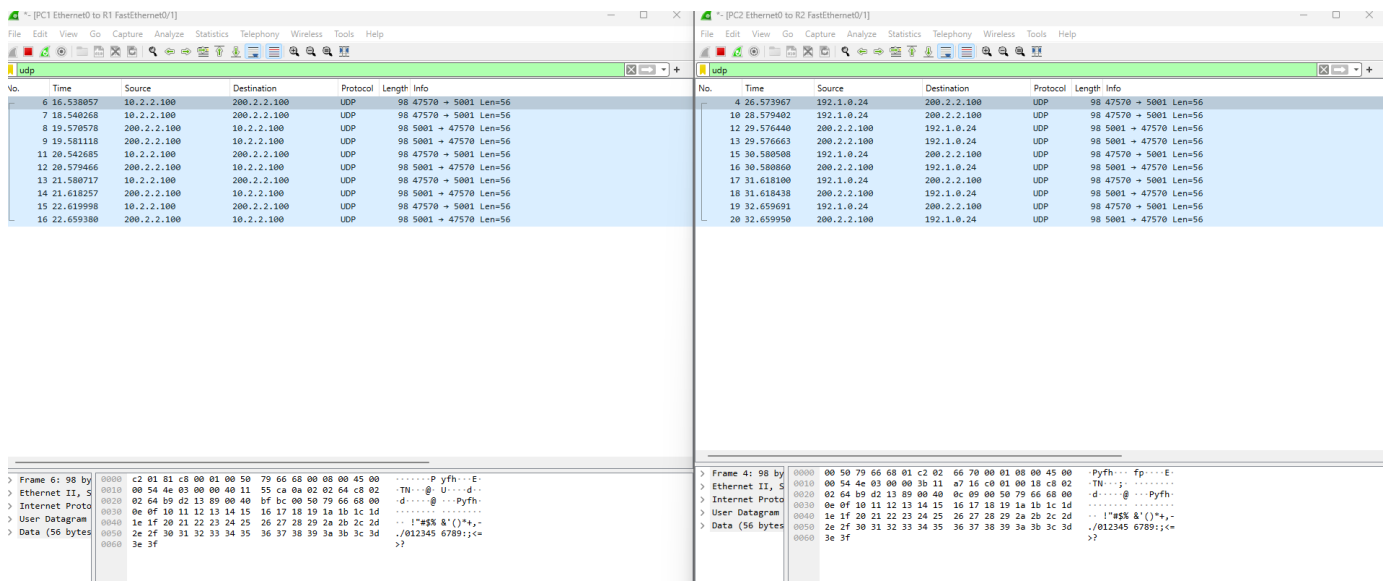 *- [PC1 Ethernet0 to R1 FastEthernet0/1]
File Edit View Go Capture Analyze Statistics Telephony Wireless Tools Help
udp
No. Time Source Destination Protocol Length Info
6 16.538057 10.2.2.100 200.2.2.100 UDP 98 47570 → 5001 Len=56
7 18.540268 10.2.2.100 200.2.2.100 UDP 98 47570 → 5001 Len=56
8 19.570578 200.2.2.100 10.2.2.100 UDP 98 5001 → 47570 Len=56
9 19.581118 200.2.2.100 10.2.2.100 UDP 98 5001 → 47570 Len=56
11 20.542685 10.2.2.100 200.2.2.100 UDP 98 47570 → 5001 Len=56
12 20.579466 200.2.2.100 10.2.2.100 UDP 98 5001 → 47570 Len=56
13 21.580717 10.2.2.100 200.2.2.100 UDP 98 47570 → 5001 Len=56
14 21.618257 200.2.2.100 10.2.2.100 UDP 98 5001 → 47570 Len=56
15 22.619998 10.2.2.100 200.2.2.100 UDP 98 47570 → 5001 Len=56
16 22.659380 200.2.2.100 10.2.2.100 UDP 98 5001 → 47570 Len=56
> Frame 6: 98 by
> Ethernet II, S
> Internet Proto
> User Datagram
> Data (56 bytes
0000 c2 01 81 c8 00 01 00 50 79 66 68 00 08 00 45 00 ·······P yfh···E·
0010 00 54 4e 03 00 00 40 11 55 ca 0a 02 02 64 c8 02 ·TN···@· U····d··
0020 02 64 b9 d2 13 89 00 40 bf bc 00 50 79 66 68 00 ·d·····@ ···Pyfh·
0030 0e 0f 10 11 12 13 14 15 16 17 18 19 1a 1b 1c 1d ········ ········
0040 1e 1f 20 21 22 23 24 25 26 27 28 29 2a 2b 2c 2d ·· !"#$% &'()*+,-
0050 2e 2f 30 31 32 33 34 35 36 37 38 39 3a 3b 3c 3d ./012345 6789:;<=
0060 3e 3f >?
*- [PC2 Ethernet0 to R2 FastEthernet0/1]
File Edit View Go Capture Analyze Statistics Telephony Wireless Tools Help
udp
No. Time Source Destination Protocol Length Info
4 26.573967 192.1.0.24 200.2.2.100 UDP 98 47570 → 5001 Len=56
10 28.579402 192.1.0.24 200.2.2.100 UDP 98 47570 → 5001 Len=56
12 29.576440 200.2.2.100 192.1.0.24 UDP 98 5001 → 47570 Len=56
13 29.576663 200.2.2.100 192.1.0.24 UDP 98 5001 → 47570 Len=56
15 30.580508 192.1.0.24 200.2.2.100 UDP 98 47570 → 5001 Len=56
16 30.580860 200.2.2.100 192.1.0.24 UDP 98 5001 → 47570 Len=56
17 31.618100 192.1.0.24 200.2.2.100 UDP 98 47570 → 5001 Len=56
18 31.618438 200.2.2.100 192.1.0.24 UDP 98 5001 → 47570 Len=56
19 32.659691 192.1.0.24 200.2.2.100 UDP 98 47570 → 5001 Len=56
20 32.659950 200.2.2.100 192.1.0.24 UDP 98 5001 → 47570 Len=56
> Frame 4: 98 by
> Ethernet II, S
> Internet Proto
> User Datagram
> Data (56 bytes
0000 00 50 79 66 68 01 c2 02 66 70 00 01 08 00 45 00 ·Pyfh··· fp····E·
0010 00 54 4e 03 00 00 3b 11 a7 16 c0 01 00 18 c8 02 ·TN···;· ········
0020 02 64 b9 d2 13 89 00 40 0c 09 00 50 79 66 68 00 ·d·····@ ···Pyfh·
0030 0e 0f 10 11 12 13 14 15 16 17 18 19 1a 1b 1c 1d ········ ········
0040 1e 1f 20 21 22 23 24 25 26 27 28 29 2a 2b 2c 2d ·· !"#$% &'()*+,-
0050 2e 2f 30 31 32 33 34 35 36 37 38 39 3a 3b 3c 3d ./012345 6789:;<=
0060 3e 3f >?